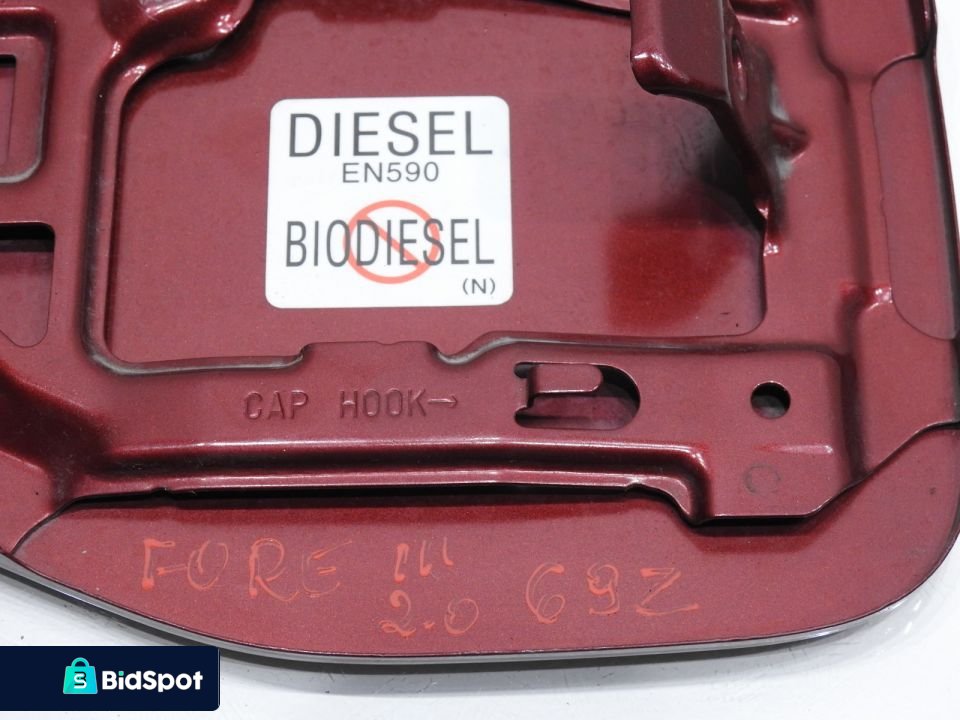 DIESEL
EN590
BIODIESEL
(N)
CAP HOOK→
FORE III 69Z
2.0
BidSpot